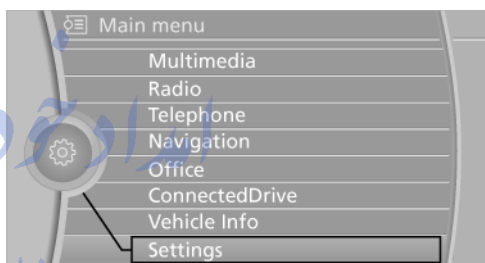 Main menu
Multimedia
Radio
Telephone
Navigation
Office
ConnectedDrive
Vehicle Info
Settings